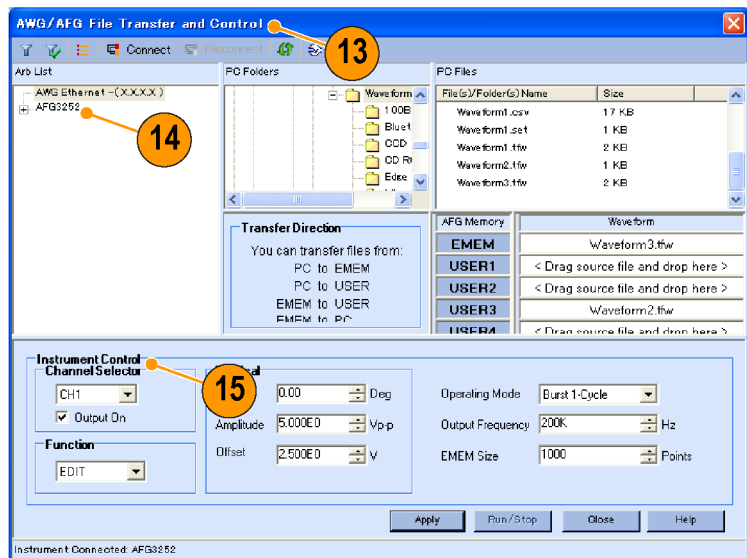 AWG/AFG File Transfer and Control
13
Connect
Disconnect
Arb List
PC Folders
PC Files
AWG Ethernet -(X.X.X.X)
AFG3252
14
Waveform
100B
Bluet
CCD
CD R
Edge
File(s)/Folder(s) Name
Size
Waveform1.csv
17 KB
Waveform1.set
1 KB
Waveform1.tfw
2 KB
Waveform2.tfw
1 KB
Waveform3.tfw
2 KB
Transfer Direction
You can transfer files from:
PC to EMEM
PC to USER
EMEM to USER
EMEM to PC
AFG Memory
Waveform
EMEM
Waveform3.tfw
USER1
< Drag source file and drop here >
USER2
< Drag source file and drop here >
USER3
Waveform2.tfw
USER4
< Drag source file and drop here >
Instrument Control
15
Channel Selector
CH1
Output On
Function
EDIT
0.00
Deg
Amplitude
5.000E0
Vp-p
Offset
2.500E0
V
Operating Mode
Burst 1-Cycle
Output Frequency
200K
Hz
EMEM Size
1000
Points
Apply
Run/Stop
Close
Help
Instrument Connected: AFG3252